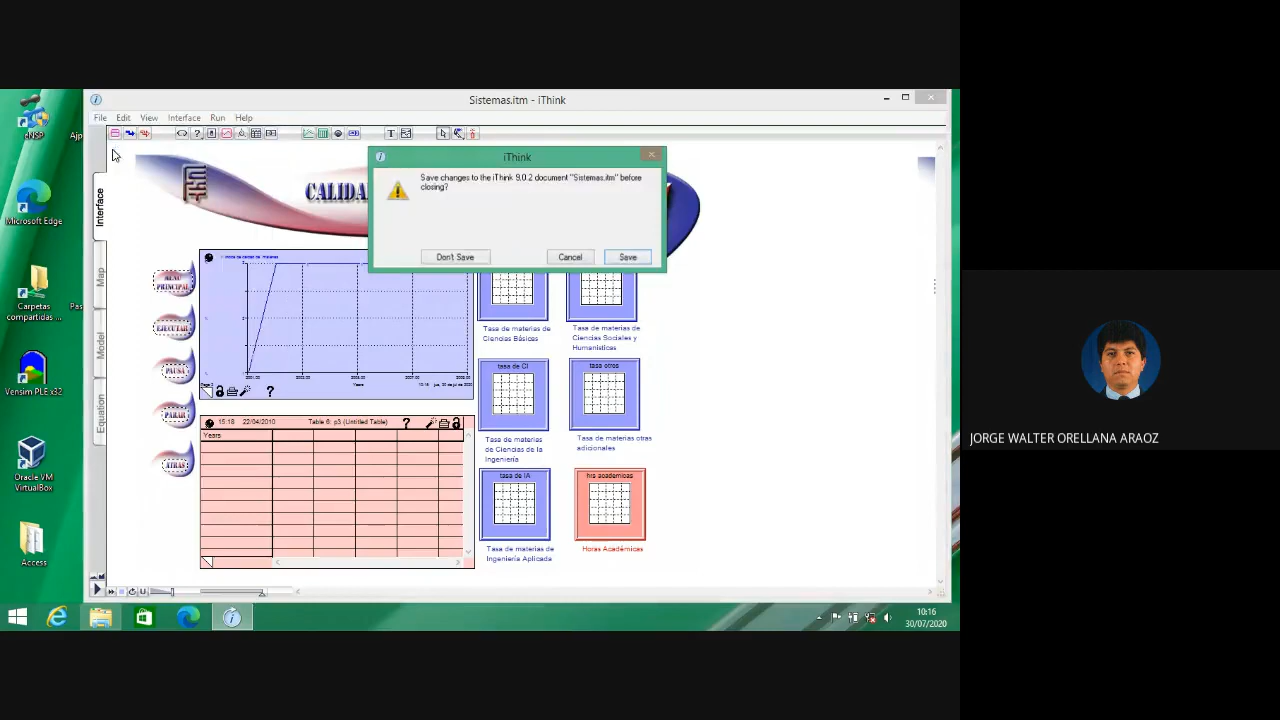 Sistemas.itm - iThink
File Edit View Interface Run Help
iThink
Save changes to the iThink 9.0.2 document "Sistemas.itm" before
closing?
Don't Save Cancel Save
CALIDA
Interface
Map
Model
Equation
MENU
PRINCIPAL
EJECUTAR
PAUSA
PARAR
ATRAS
Years
15:18 22/04/2010 Table 6: p3 (Untitled Table)
Years
Tasa de materias de
Ciencias Básicas
Tasa de materias de
Ciencias Sociales y
Humanísticas
tasa de CI
Tasa de materias
de Ciencias de la
Ingeniería
tasa otros
Tasa de materias otras
adicionales
tasa de IA
Tasa de materias de
Ingeniería Aplicada
hrs academicas
Horas Académicas
eNSP
Microsoft Edge
Carpetas
compartidas ...
Vensim PLE x32
Oracle VM
VirtualBox
Access
10:16
30/07/2020
JORGE WALTER ORELLANA ARAOZ